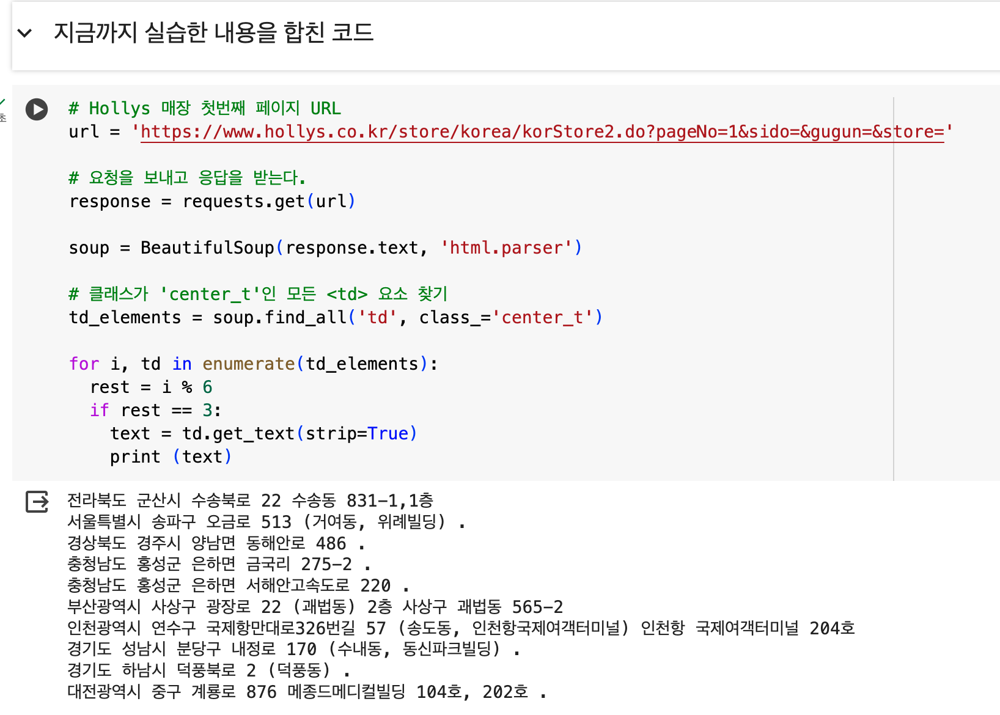 지금까지 실습한 내용을 합친 코드
초
# Hollys 매장 첫번째 페이지 URL
url = 'https://www.hollys.co.kr/store/korea/korStore2.do?pageNo=1&sido=&gugun=&store='
# 요청을 보내고 응답을 받는다.
response = requests.get(url)
soup = BeautifulSoup(response.text, 'html.parser')
# 클래스가 'center_t'인 모든 <td> 요소 찾기
td_elements = soup.find_all('td', class_='center_t')
for i, td in enumerate(td_elements):
  rest = i % 6
  if rest == 3:
    text = td.get_text(strip=True)
    print (text)
전라북도 군산시 수송북로 22 수송동 831-1,1층
서울특별시 송파구 오금로 513 (거여동, 위례빌딩) .
경상북도 경주시 양남면 동해안로 486 .
충청남도 홍성군 은하면 금국리 275-2 .
충청남도 홍성군 은하면 서해안고속도로 220 .
부산광역시 사상구 광장로 22 (괘법동) 2층 사상구 괘법동 565-2
인천광역시 연수구 국제항만대로326번길 57 (송도동, 인천항국제여객터미널) 인천항 국제여객터미널 204호
경기도 성남시 분당구 내정로 170 (수내동, 동신파크빌딩) .
경기도 하남시 덕풍북로 2 (덕풍동) .
대전광역시 중구 계룡로 876 메종드메디컬빌딩 104호, 202호 .